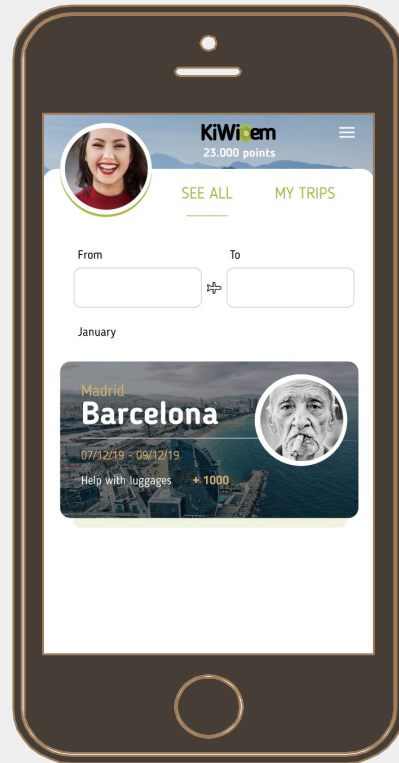 KiWiem
23.000 points
SEE ALL MY TRIPS
From To
January
Madrid
Barcelona
07/12/19 - 09/12/19
Help with luggages + 1000